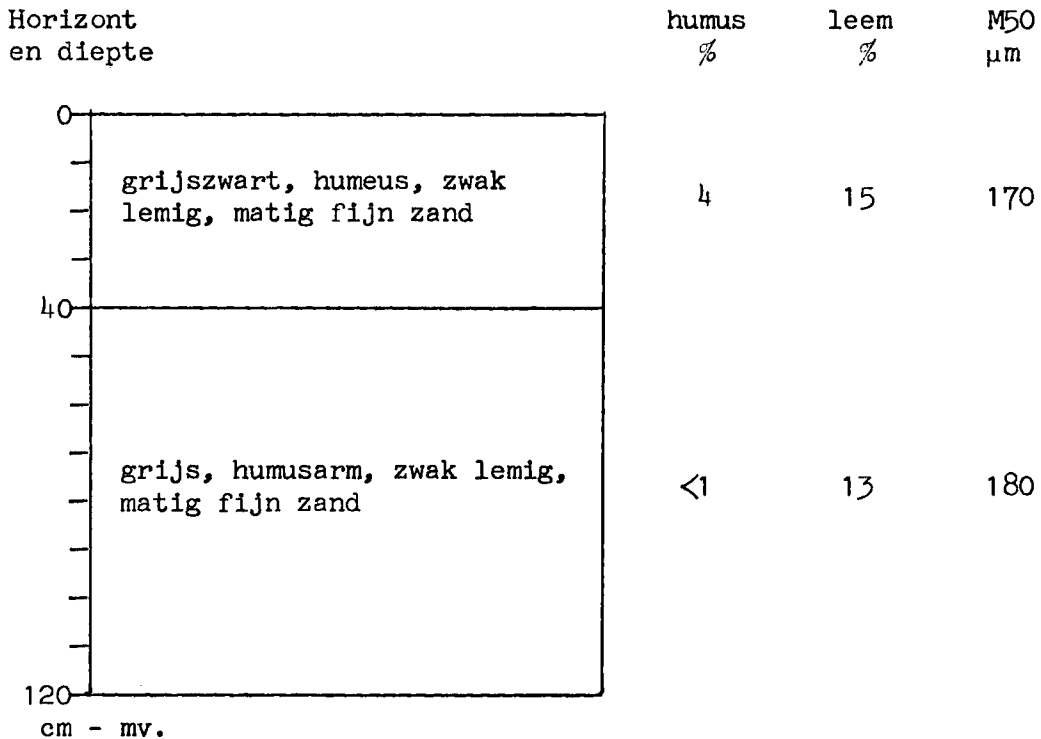 Horizont humus leem M50
en diepte % % μm
0
grijszwart, humeus, zwak
lemig, matig fijn zand 4 15 170
40
grijs, humusarm, zwak lemig,
matig fijn zand <1 13 180
120
cm - mv.